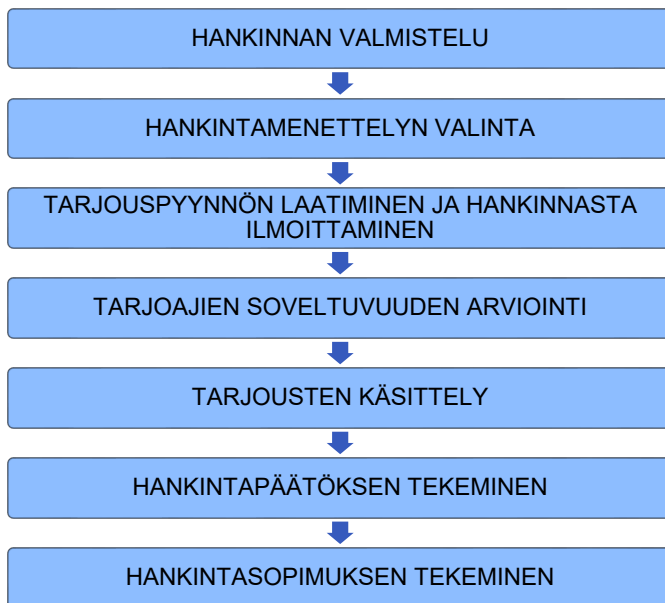 HANKINNAN VALMISTELU
HANKINTAMENETTELYN VALINTA
TARJOUSPYYNNÖN LAATIMINEN JA HANKINNASTA
ILMOITTAMINEN
TARJOAJIEN SOVELTUVUUDEN ARVIOINTI
TARJOUSTEN KÄSITTELY
HANKINTAPÄÄTÖKSEN TEKEMINEN
HANKINTASOPIMUKSEN TEKEMINEN